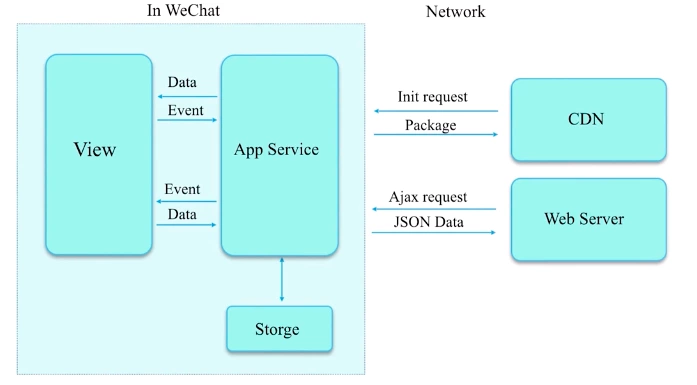 In WeChat
Network
View
Data
Event
Event
Data
App Service
Storge
Init request
Package
CDN
Ajax request
JSON Data
Web Server